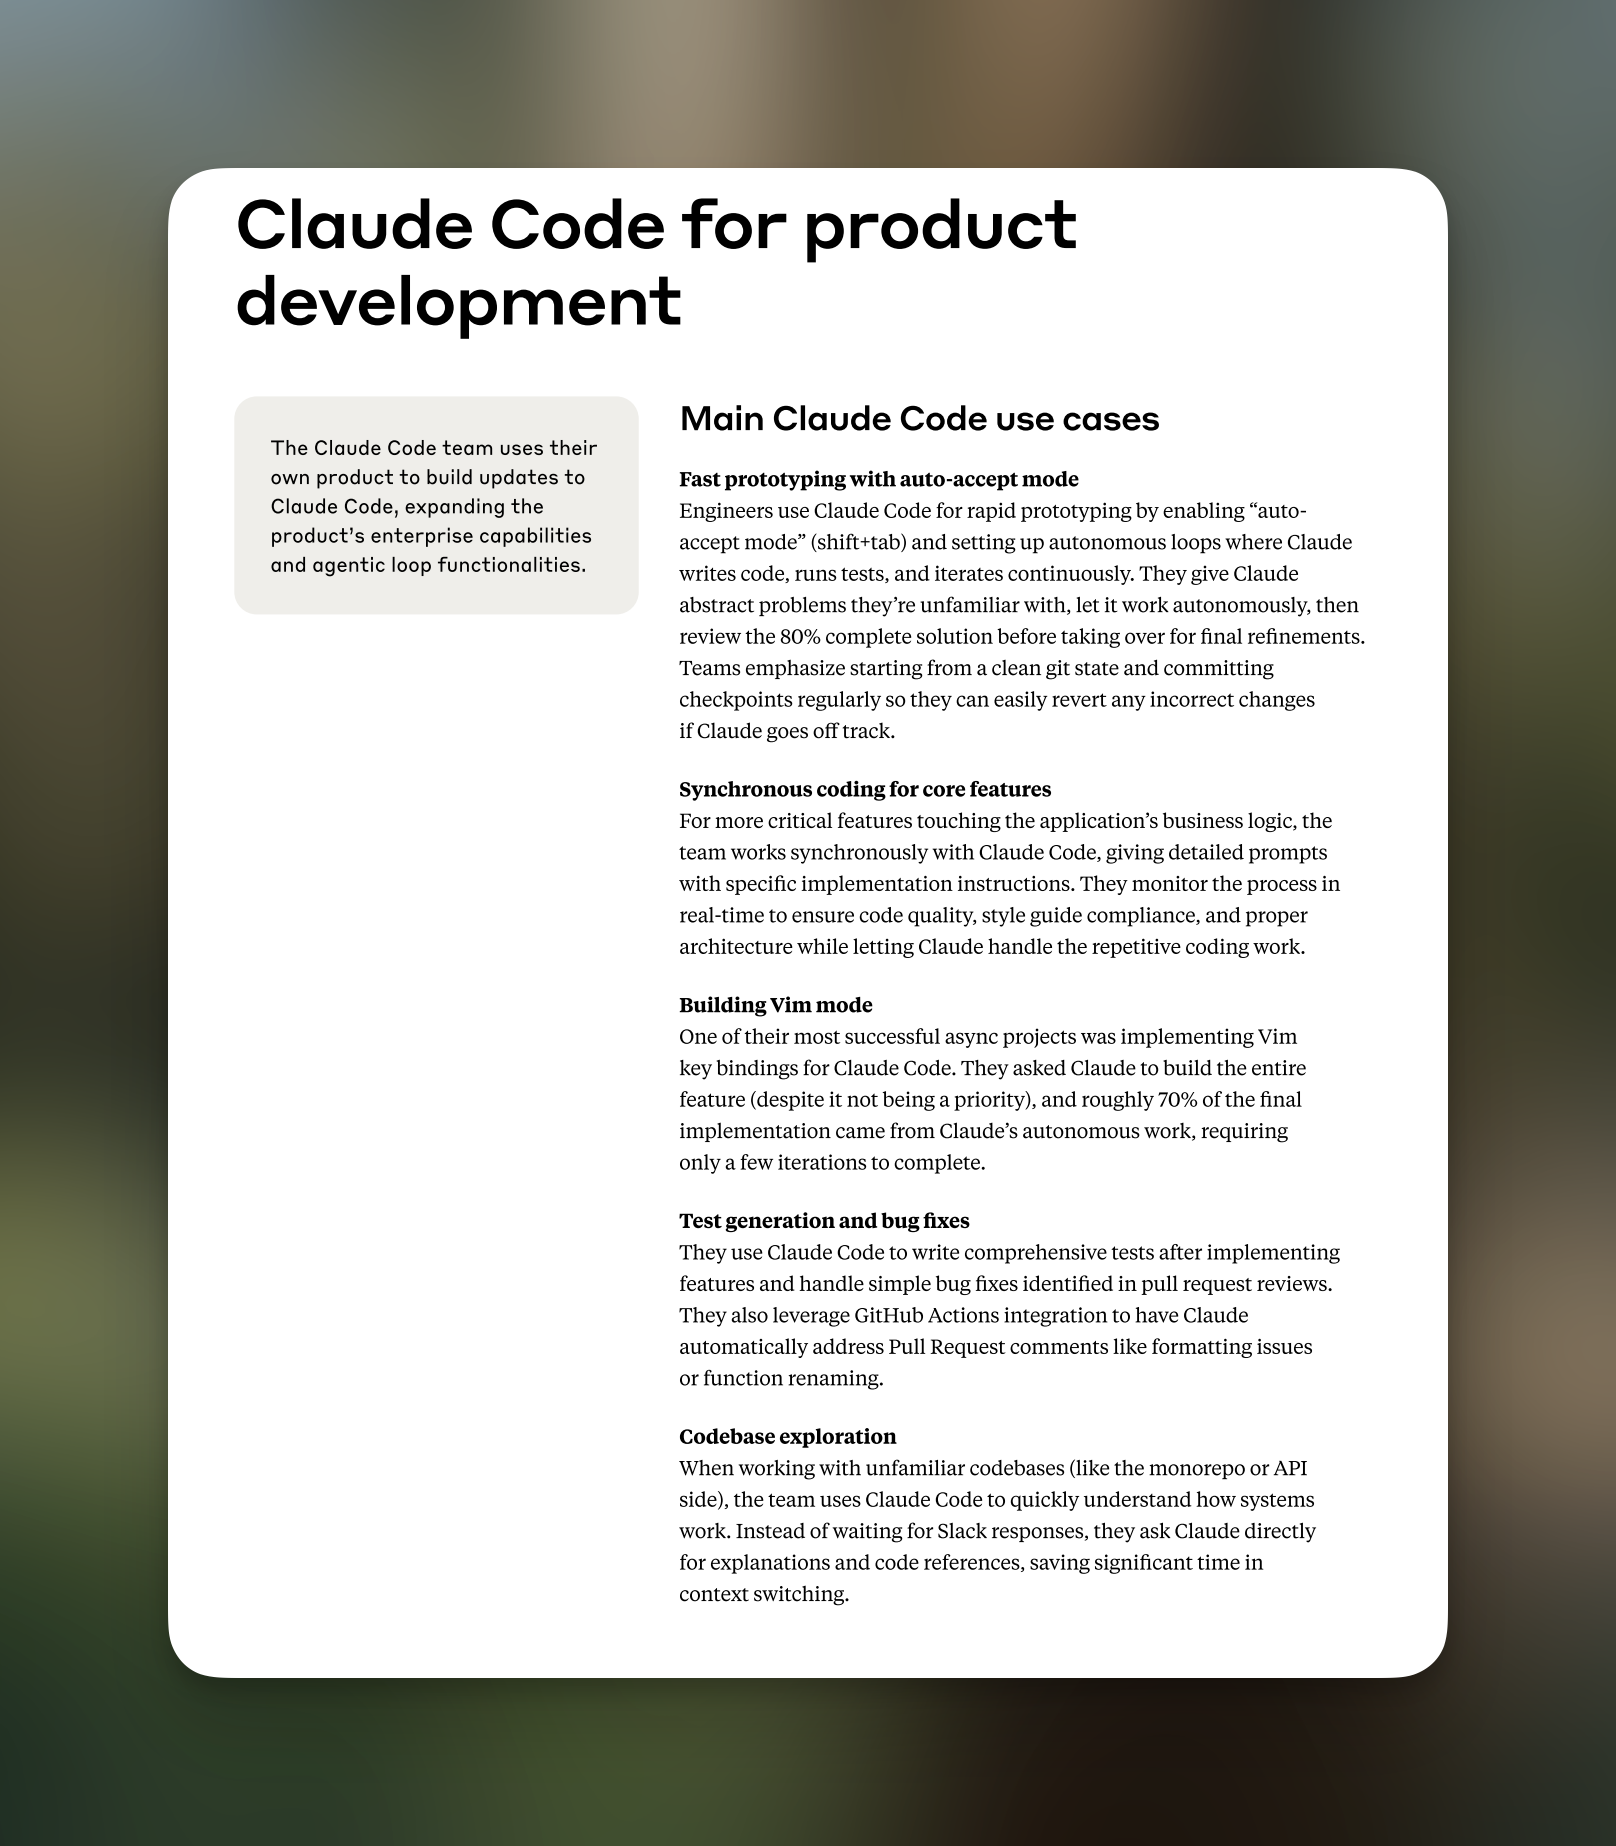 Claude Code for product
development
The Claude Code team uses their
own product to build updates to
Claude Code, expanding the
product’s enterprise capabilities
and agentic loop functionalities.
Main Claude Code use cases
Fast prototyping with auto-accept mode
Engineers use Claude Code for rapid prototyping by enabling “auto-
accept mode” (shift+tab) and setting up autonomous loops where Claude
writes code, runs tests, and iterates continuously. They give Claude
abstract problems they’re unfamiliar with, let it work autonomously, then
review the 80% complete solution before taking over for final refinements.
Teams emphasize starting from a clean git state and committing
checkpoints regularly so they can easily revert any incorrect changes
if Claude goes off track.
Synchronous coding for core features
For more critical features touching the application’s business logic, the
team works synchronously with Claude Code, giving detailed prompts
with specific implementation instructions. They monitor the process in
real-time to ensure code quality, style guide compliance, and proper
architecture while letting Claude handle the repetitive coding work.
Building Vim mode
One of their most successful async projects was implementing Vim
key bindings for Claude Code. They asked Claude to build the entire
feature (despite it not being a priority), and roughly 70% of the final
implementation came from Claude’s autonomous work, requiring
only a few iterations to complete.
Test generation and bug fixes
They use Claude Code to write comprehensive tests after implementing
features and handle simple bug fixes identified in pull request reviews.
They also leverage GitHub Actions integration to have Claude
automatically address Pull Request comments like formatting issues
or function renaming.
Codebase exploration
When working with unfamiliar codebases (like the monorepo or API
side), the team uses Claude Code to quickly understand how systems
work. Instead of waiting for Slack responses, they ask Claude directly
for explanations and code references, saving significant time in
context switching.